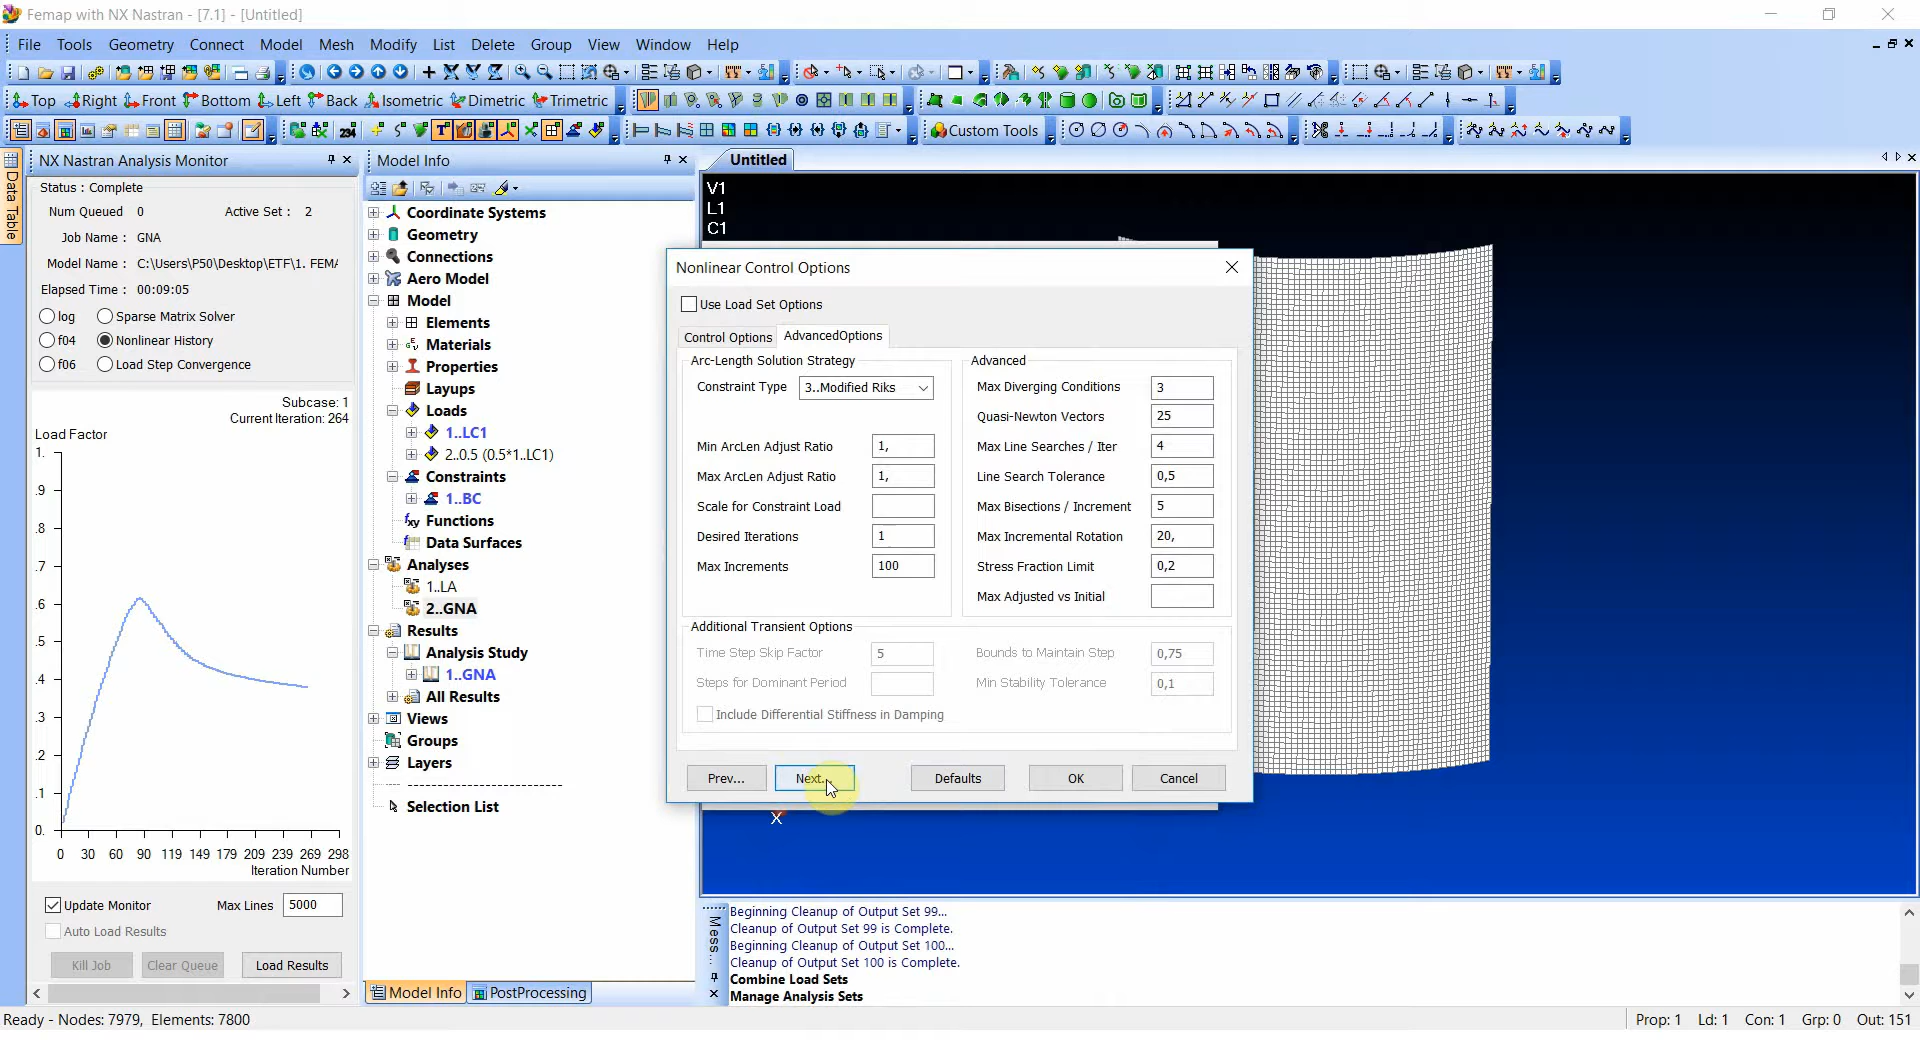 Femap with NX Nastran - [7.1] - [Untitled]
File Tools Geometry Connect Model Mesh Modify List Delete Group View Window Help
Top Right Front Bottom Left Back Isometric Dimetric Trimetric
234 T Custom Tools
Data Table
NX Nastran Analysis Monitor
Status : Complete
Num Queued 0 Active Set : 2
Job Name : GNA
Model Name : C:\Users\P50\Desktop\ETF\1. FEMA
Elapsed Time : 00:09:05
log Sparse Matrix Solver
f04 Nonlinear History
f06 Load Step Convergence
Subcase: 1
Current Iteration: 264
Load Factor
1.
.9
.8
.7
.6
.5
.4
.3
.2
.1
0.
0 30 60 90 119 149 179 209 239 269 298
Iteration Number
Update Monitor Max Lines 5000
Auto Load Results
Kill Job Clear Queue Load Results
Model Info
Coordinate Systems
Geometry
Connections
Aero Model
Model
Elements
Materials
Properties
Layups
Loads
1..LC1
2..0.5 (0.5*1..LC1)
Constraints
1..BC
Functions
Data Surfaces
Analyses
1..LA
2..GNA
Results
Analysis Study
1..GNA
All Results
Views
Groups
Layers
Selection List
Model Info PostProcessing
Untitled
V1
L1
C1
X
Nonlinear Control Options
Use Load Set Options
Control Options AdvancedOptions
Arc-Length Solution Strategy
Constraint Type 3..Modified Riks
Min ArcLen Adjust Ratio 1,
Max ArcLen Adjust Ratio 1,
Scale for Constraint Load
Desired Iterations 1
Max Increments 100
Advanced
Max Diverging Conditions 3
Quasi-Newton Vectors 25
Max Line Searches / Iter 4
Line Search Tolerance 0,5
Max Bisections / Increment 5
Max Incremental Rotation 20,
Stress Fraction Limit 0,2
Max Adjusted vs Initial
Additional Transient Options
Time Step Skip Factor 5 Bounds to Maintain Step 0,75
Steps for Dominant Period Min Stability Tolerance 0,1
Include Differential Stiffness in Damping
Prev... Next... Defaults OK Cancel
Mess...
Beginning Cleanup of Output Set 99...
Cleanup of Output Set 99 is Complete.
Beginning Cleanup of Output Set 100...
Cleanup of Output Set 100 is Complete.
Combine Load Sets
Manage Analysis Sets
Ready - Nodes: 7979, Elements: 7800 Prop: 1 Ld: 1 Con: 1 Grp: 0 Out: 151